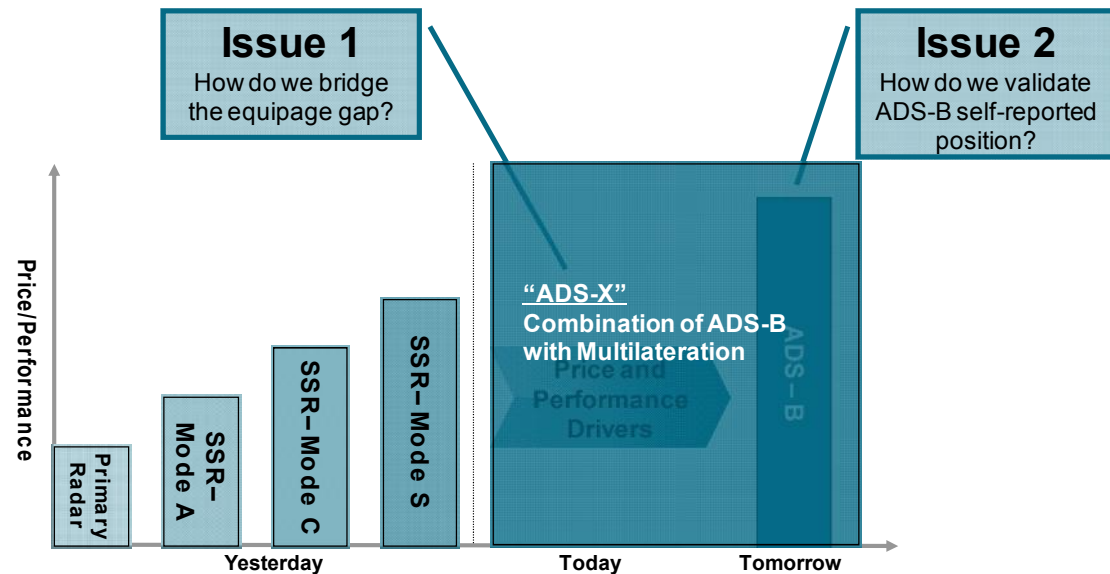 Issue 1
How do we bridge
the equipage gap?
Issue 2
How do we validate
ADS-B self-reported
position?
Price/Performance
Primary
Radar
SSR–
Mode A
SSR–Mode C
SSR–Mode S
“ADS-X”
Combination of ADS-B
with Multilateration
Price and
Performance
Drivers
ADS–B
Yesterday
Today
Tomorrow